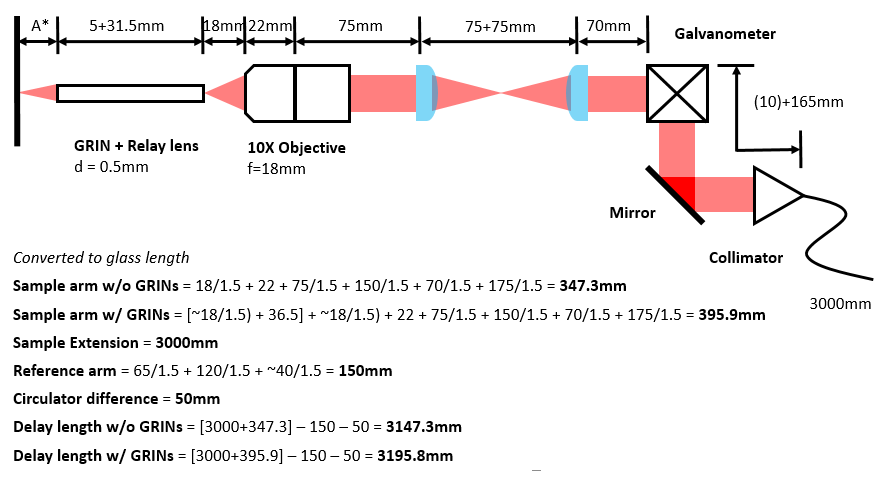 A*
5+31.5mm
18mm
22mm
75mm
75+75mm
70mm
Galvanometer
(10)+165mm
GRIN + Relay lens
d = 0.5mm
10X Objective
f=18mm
Mirror
Collimator
3000mm
Converted to glass length
Sample arm w/o GRINs = 18/1.5 + 22 + 75/1.5 + 150/1.5 + 70/1.5 + 175/1.5 = 347.3mm
Sample arm w/ GRINs = [~18/1.5) + 36.5] + ~18/1.5) + 22 + 75/1.5 + 150/1.5 + 70/1.5 + 175/1.5 = 395.9mm
Sample Extension = 3000mm
Reference arm = 65/1.5 + 120/1.5 + ~40/1.5 = 150mm
Circulator difference = 50mm
Delay length w/o GRINs = [3000+347.3] – 150 – 50 = 3147.3mm
Delay length w/ GRINs = [3000+395.9] – 150 – 50 = 3195.8mm